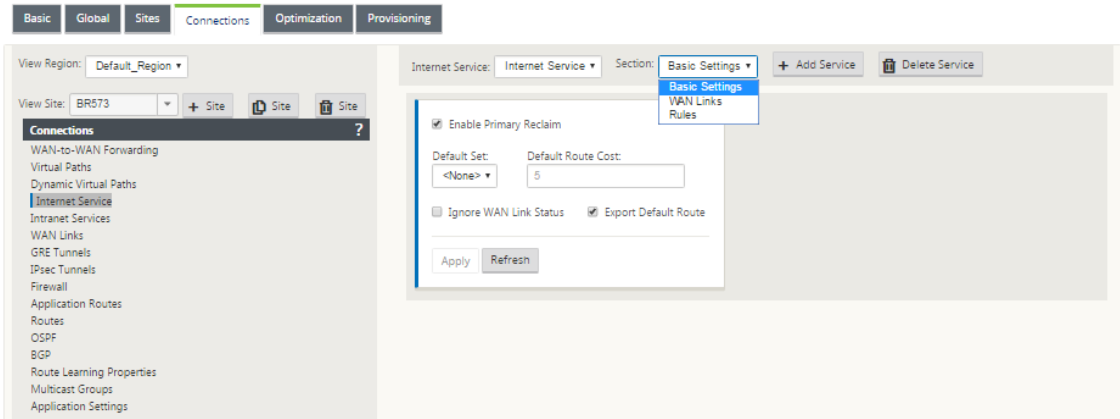 Basic Global Sites Connections Optimization Provisioning
View Region: Default_Region
View Site: BR573 + Site Site Site
Connections ?
WAN-to-WAN Forwarding
Virtual Paths
Dynamic Virtual Paths
Internet Service
Intranet Services
WAN Links
GRE Tunnels
IPsec Tunnels
Firewall
Application Routes
Routes
OSPF
BGP
Route Learning Properties
Multicast Groups
Application Settings
Internet Service: Internet Service Section: Basic Settings + Add Service Delete Service
Basic Settings
WAN Links
Rules
Enable Primary Reclaim
Default Set: Default Route Cost:
<None> 5
Ignore WAN Link Status Export Default Route
Apply Refresh